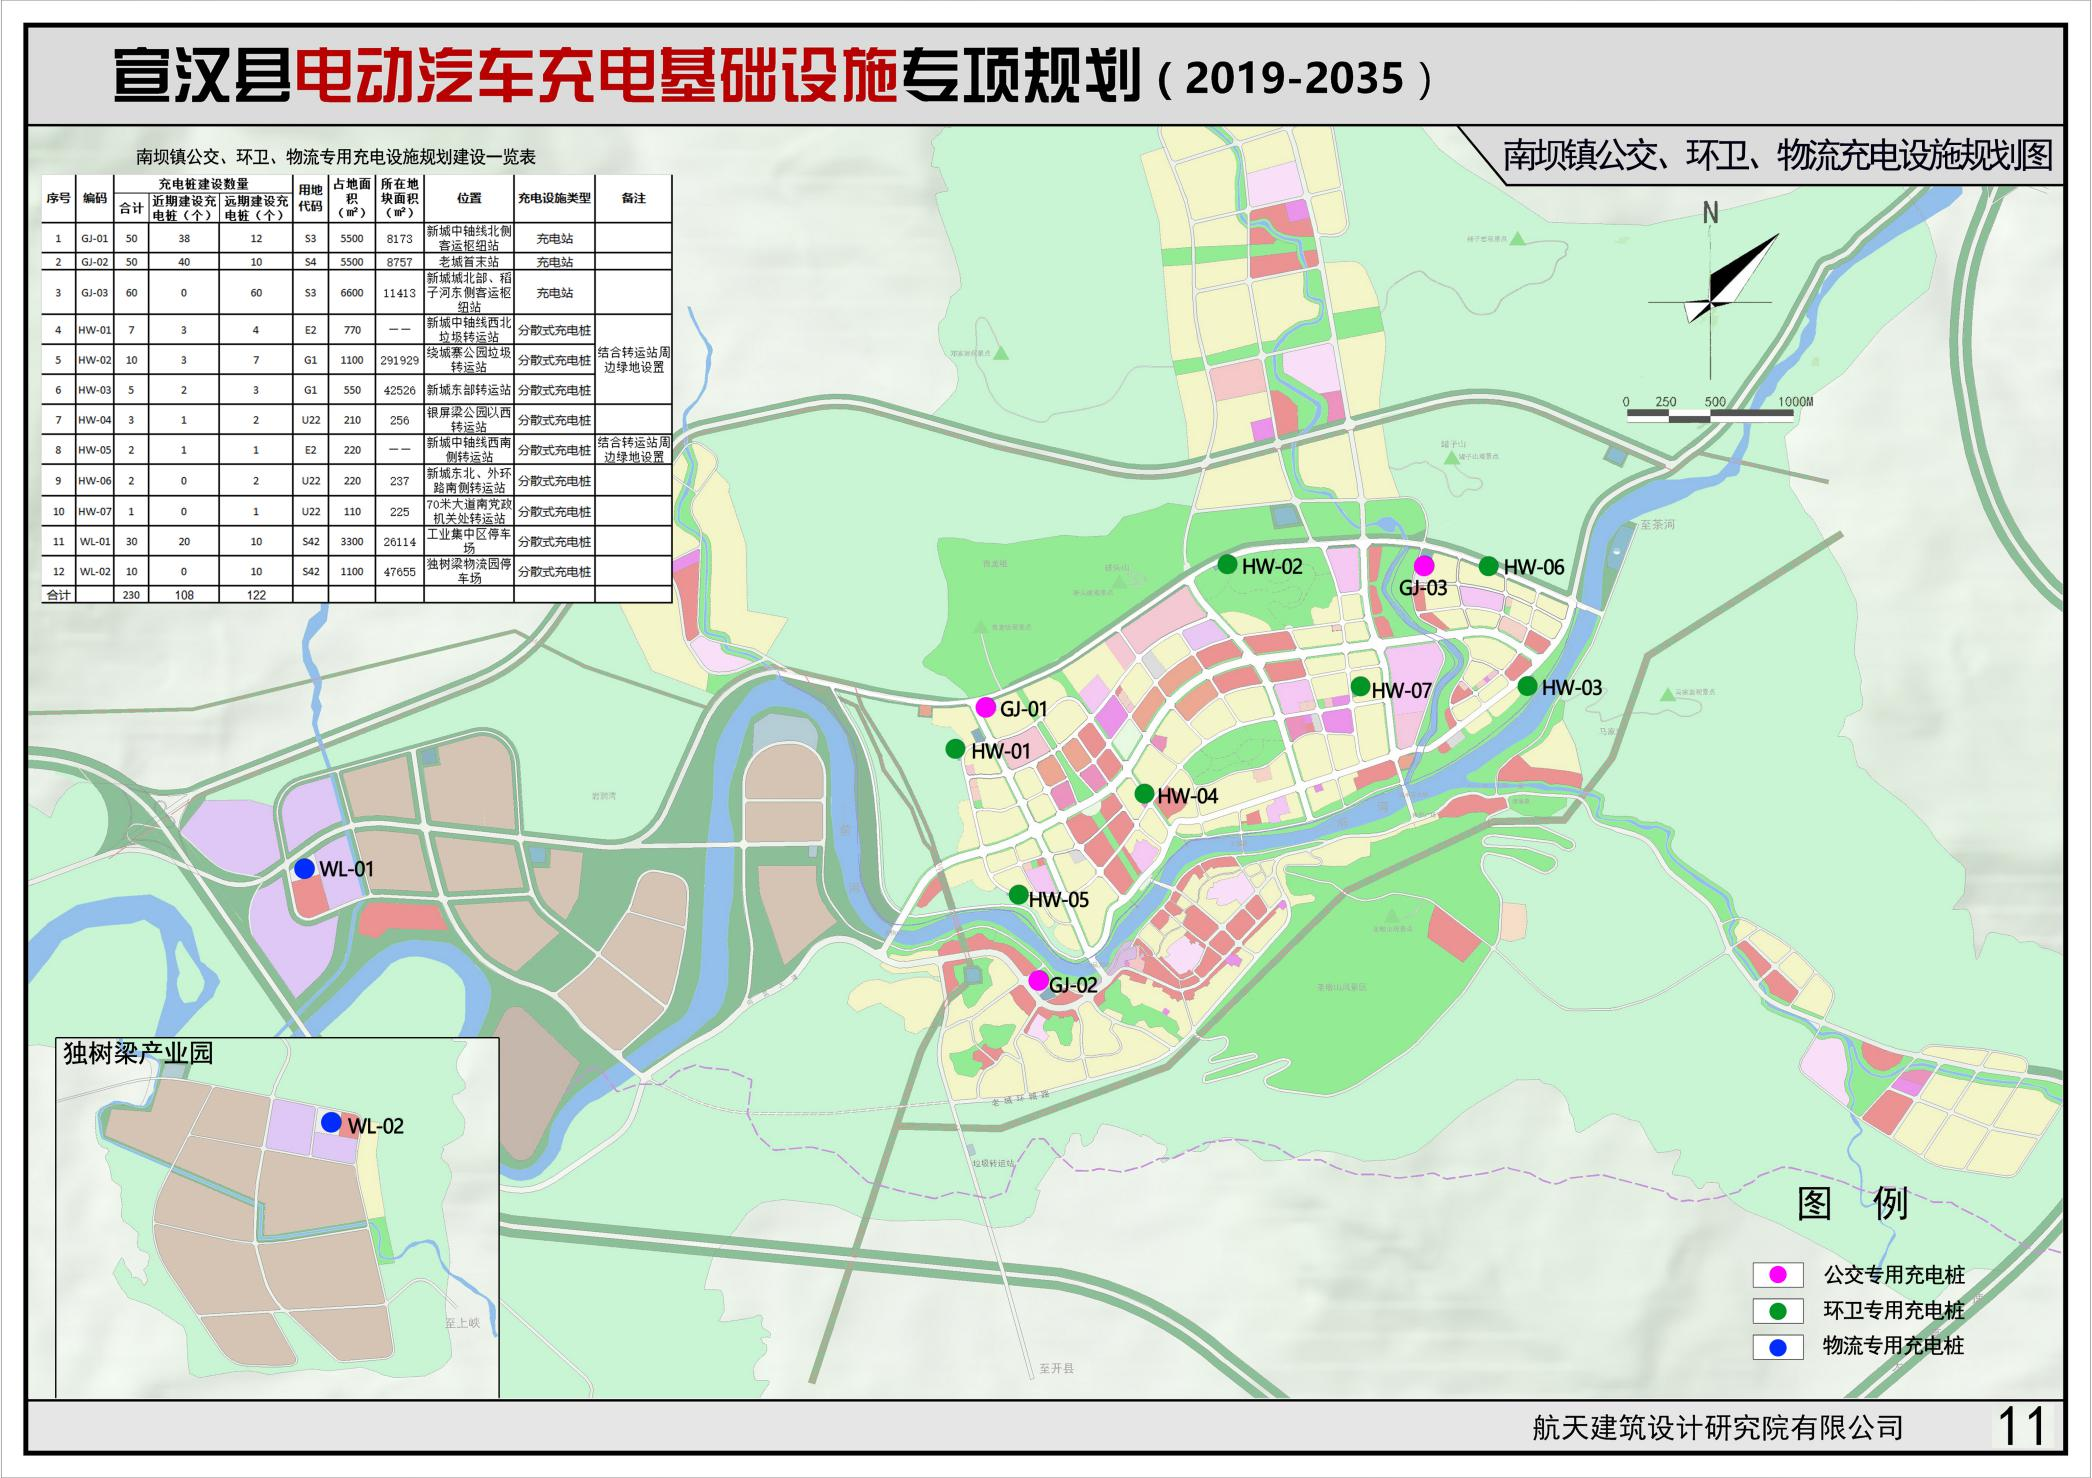 宣汉县电动汽车充电基础设施专项规划（2019-2035）
南坝镇公交、环卫、物流充电设施规划图
南坝镇公交、环卫、物流专用充电设施规划建设一览表
序号 编码 充电桩建设数量 用地代码 占地面积（㎡） 所在地块面积（㎡） 位置 充电设施类型 备注
合计 近期建设充电桩（个） 远期建设充电桩（个）
1 GJ-01 50 38 12 S3 5500 8173 新城中轴线北侧客运枢纽站 充电站
2 GJ-02 50 40 10 S4 5500 8757 老城首末站 充电站
3 GJ-03 60 0 60 S3 6600 11413 新城城北部、稻子河东侧客运枢纽站 充电站
4 HW-01 7 3 4 E2 770 —— 新城中轴线西北垃圾转运站 分散式充电桩
5 HW-02 10 3 7 G1 1100 291929 绕城寨公园垃圾转运站 分散式充电桩 结合转运站周边绿地设置
6 HW-03 5 2 3 G1 550 42526 新城东部转运站 分散式充电桩
7 HW-04 3 1 2 U22 210 256 银屏梁公园以西转运站 分散式充电桩
8 HW-05 2 1 1 E2 220 —— 新城中轴线西南侧转运站 分散式充电桩 结合转运站周边绿地设置
9 HW-06 2 0 2 U22 220 237 新城东北、外环路南侧转运站 分散式充电桩
10 HW-07 1 0 1 U22 110 225 70米大道南党政机关处转运站 分散式充电桩
11 WL-01 30 20 10 S42 3300 26114 工业集中区停车场 分散式充电桩
12 WL-02 10 0 10 S42 1100 47655 独树梁物流园停车场 分散式充电桩
合计 230 108 122
N
0 250 500 1000M
至茶河
HW-02
GJ-03
HW-06
HW-07
HW-03
GJ-01
HW-01
HW-04
WL-01
HW-05
GJ-02
老城环城路
垃圾转运站
至开县
独树梁产业园
WL-02
至上峡
图 例
公交专用充电桩
环卫专用充电桩
物流专用充电桩
航天建筑设计研究院有限公司
11